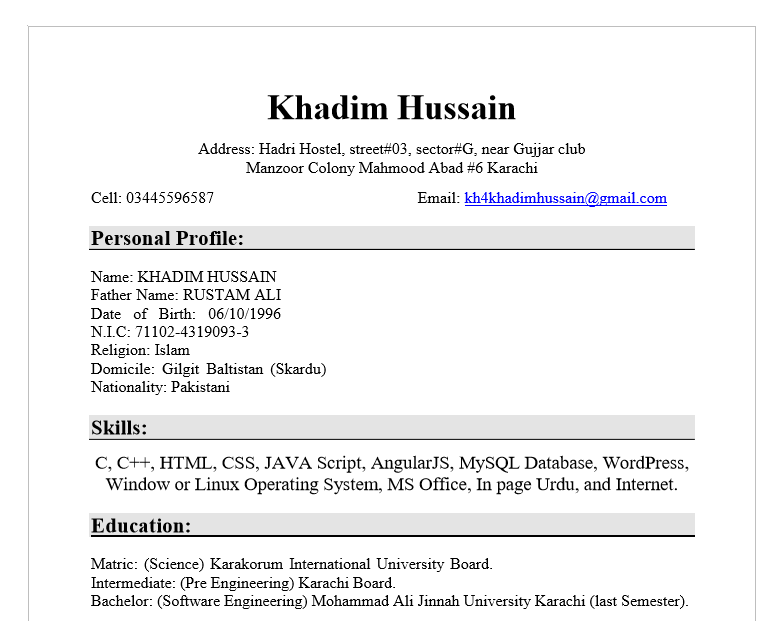 Khadim Hussain
Address: Hadri Hostel, street#03, sector#G, near Gujjar club
Manzoor Colony Mahmood Abad #6 Karachi
Cell: 03445596587 Email: kh4khadimhussain@gmail.com
Personal Profile:
Name: KHADIM HUSSAIN
Father Name: RUSTAM ALI
Date of Birth: 06/10/1996
N.I.C: 71102-4319093-3
Religion: Islam
Domicile: Gilgit Baltistan (Skardu)
Nationality: Pakistani
Skills:
C, C++, HTML, CSS, JAVA Script, AngularJS, MySQL Database, WordPress,
Window or Linux Operating System, MS Office, In page Urdu, and Internet.
Education:
Matric: (Science) Karakorum International University Board.
Intermediate: (Pre Engineering) Karachi Board.
Bachelor: (Software Engineering) Mohammad Ali Jinnah University Karachi (last Semester).